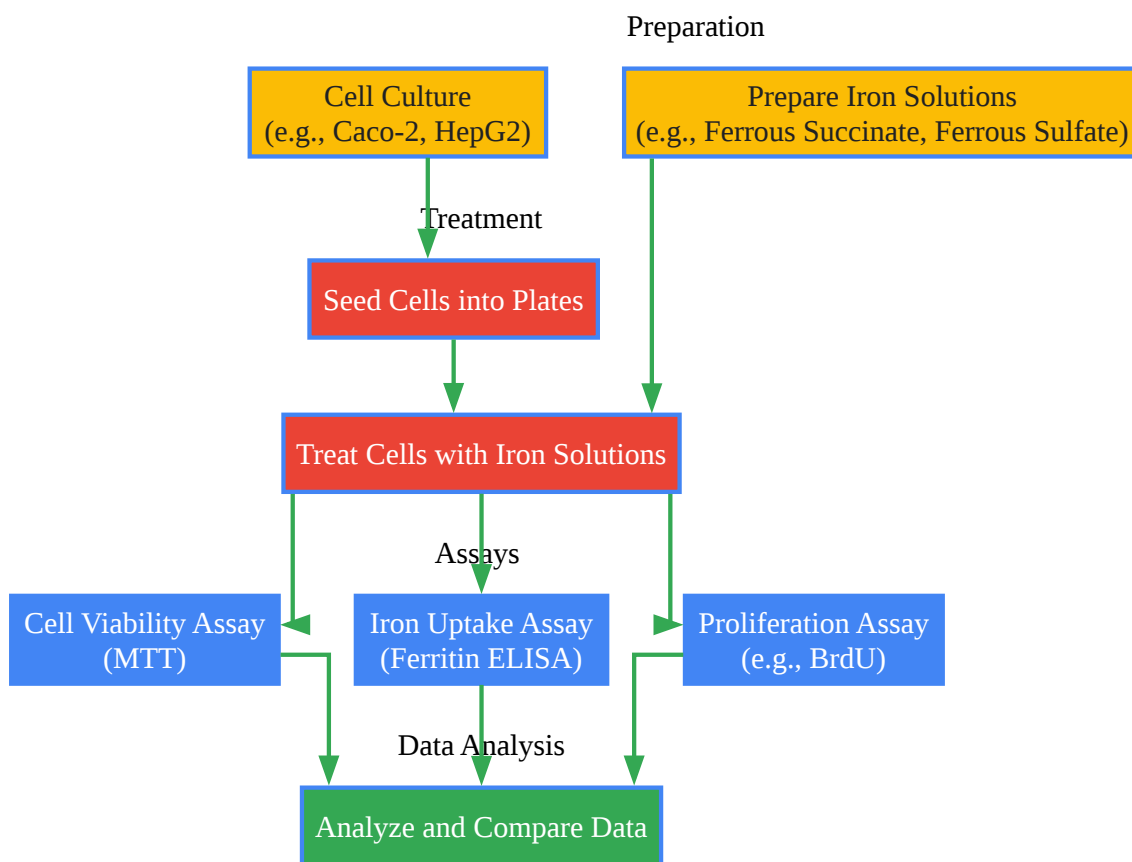 Preparation
Cell Culture
(e.g., Caco-2, HepG2)
Prepare Iron Solutions
(e.g., Ferrous Succinate, Ferrous Sulfate)
Treatment
Seed Cells into Plates
Treat Cells with Iron Solutions
Assays
Cell Viability Assay
(MTT)
Iron Uptake Assay
(Ferritin ELISA)
Proliferation Assay
(e.g., BrdU)
Data Analysis
Analyze and Compare Data